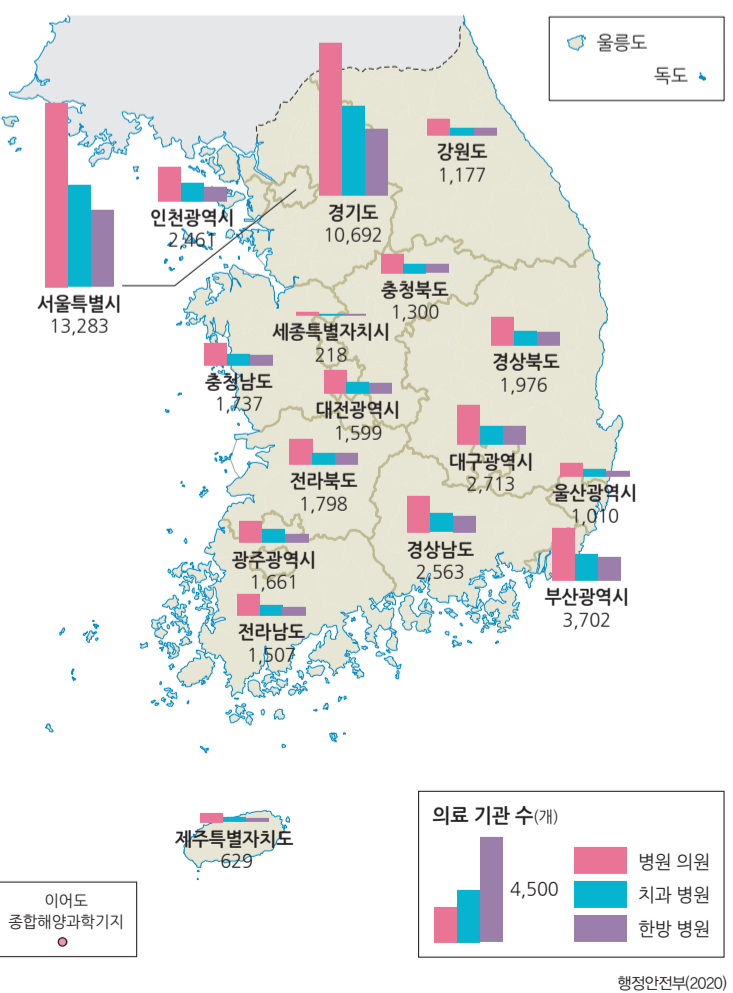 울릉도
독도
강원도
1,177
경기도
10,692
인천광역시
2,461
서울특별시
13,283
충청북도
1,300
세종특별자치시
218
경상북도
1,976
충청남도
1,737
대전광역시
1,599
대구광역시
2,713
전라북도
1,798
울산광역시
1,010
광주광역시
1,661
경상남도
2,563
부산광역시
3,702
전라남도
1,507
제주특별자치도
629
의료 기관 수(개)
4,500
병원 의원
치과 병원
한방 병원
이어도
종합해양과학기지
행정안전부(2020)